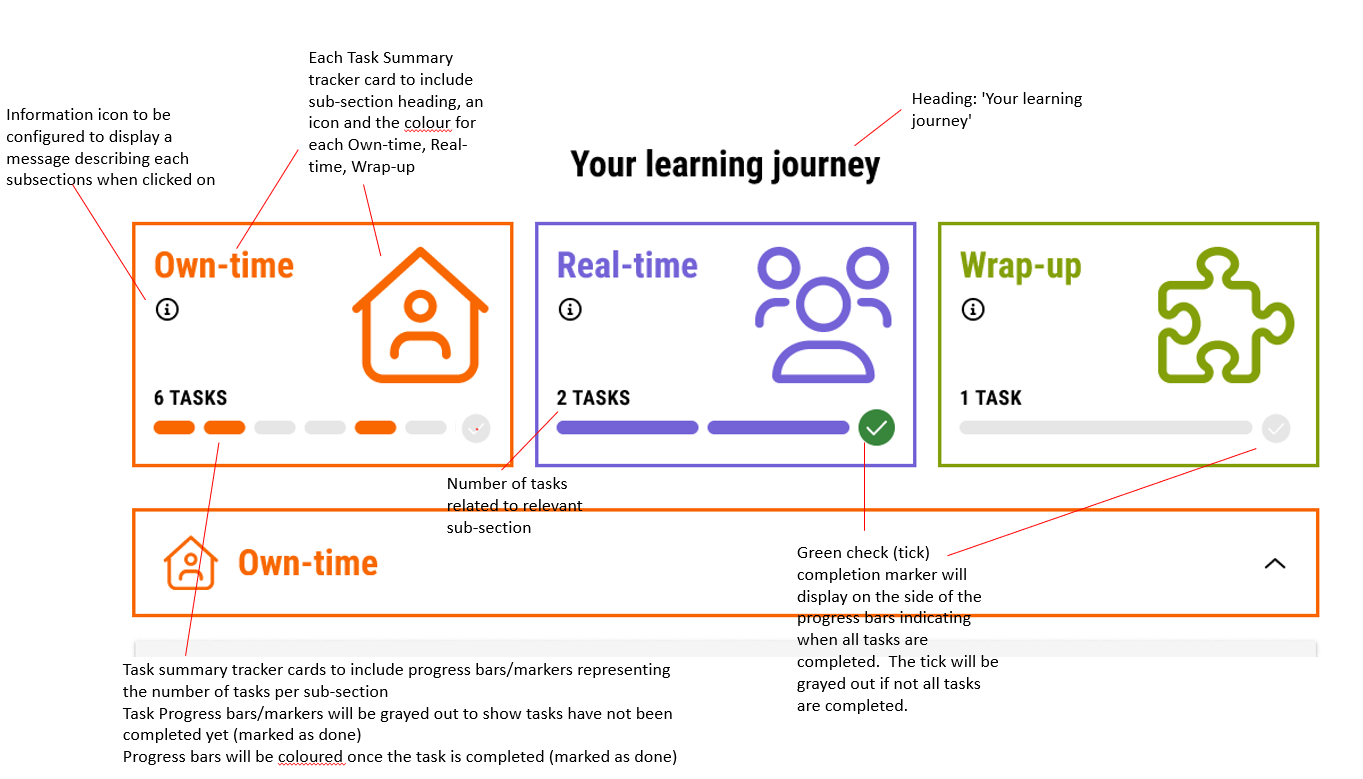 Each Task Summary
tracker card to include
sub-section heading, an
icon and the colour for
each Own-time, Real-
time, Wrap-up
Information icon to be
configured to display a
message describing each
subsections when clicked on
Heading: 'Your learning
journey'
Your learning journey
Own-time
6 TASKS
Real-time
2 TASKS
Wrap-up
1 TASK
Number of tasks
related to relevant
sub-section
Own-time
Green check (tick)
completion marker will
display on the side of the
progress bars indicating
when all tasks are
completed.  The tick will be
grayed out if not all tasks
are completed.
Task summary tracker cards to include progress bars/markers representing
the number of tasks per sub-section
Task Progress bars/markers will be grayed out to show tasks have not been
completed yet (marked as done)
Progress bars will be coloured once the task is completed (marked as done)